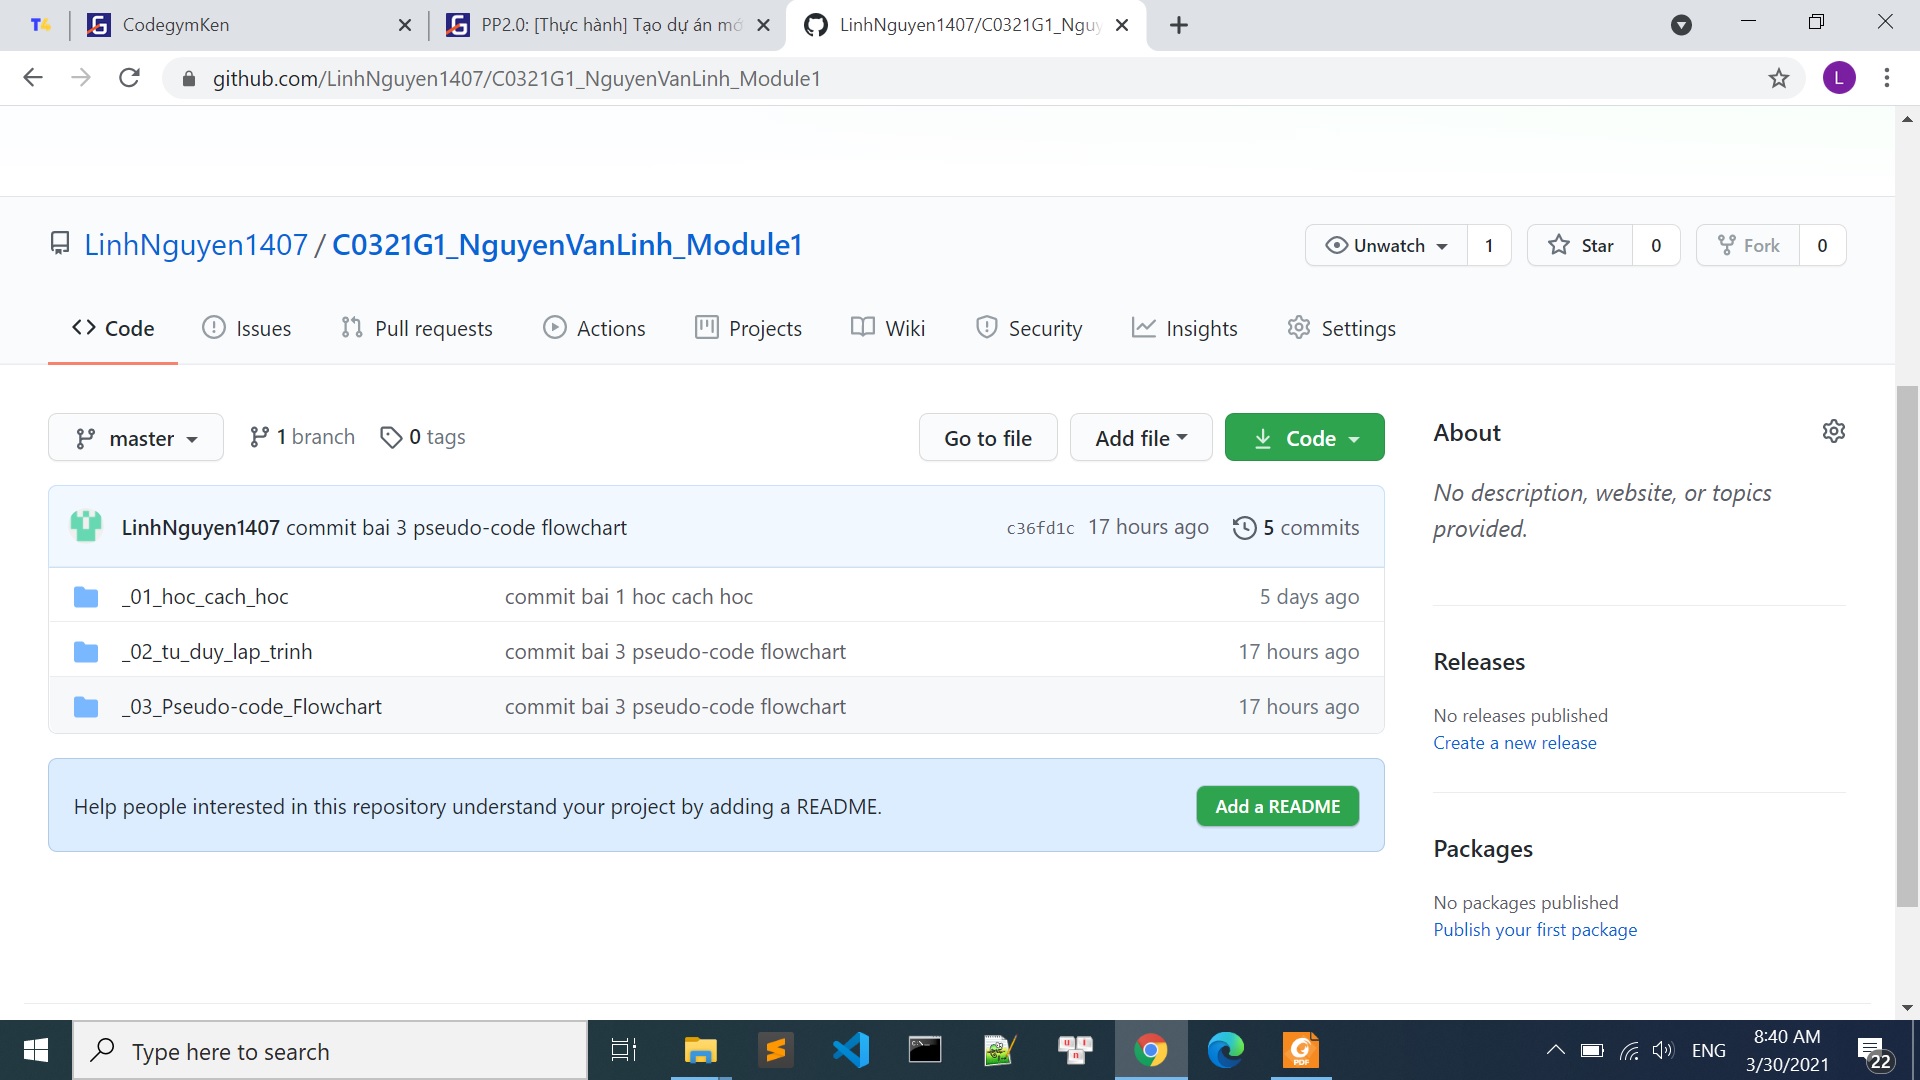 CodegymKen
PP2.0: [Thực hành] Tạo dự án mớ
LinhNguyen1407/C0321G1_Nguy
github.com/LinhNguyen1407/C0321G1_NguyenVanLinh_Module1
L
LinhNguyen1407 / C0321G1_NguyenVanLinh_Module1
Unwatch 1
Star 0
Fork 0
Code
Issues
Pull requests
Actions
Projects
Wiki
Security
Insights
Settings
master
1 branch
0 tags
Go to file
Add file
Code
About
No description, website, or topics
provided.
LinhNguyen1407 commit bai 3 pseudo-code flowchart
c36fd1c 17 hours ago
5 commits
_01_hoc_cach_hoc commit bai 1 hoc cach hoc 5 days ago
_02_tu_duy_lap_trinh commit bai 3 pseudo-code flowchart 17 hours ago
_03_Pseudo-code_Flowchart commit bai 3 pseudo-code flowchart 17 hours ago
Help people interested in this repository understand your project by adding a README.
Add a README
Releases
No releases published
Create a new release
Packages
No packages published
Publish your first package
Type here to search
PDF
ENG
8:40 AM
3/30/2021
22